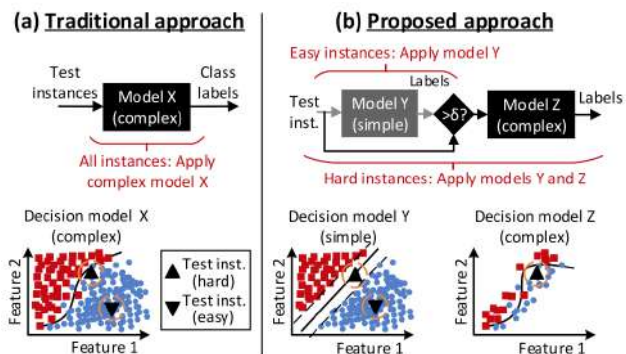 (a) Traditional approach
Test
instances
Model X
(complex)
Class
labels
All instances: Apply
complex model X
Decision model X
(complex)
Feature 2
Feature 1
Test inst.
(hard)
Test inst.
(easy)
(b) Proposed approach
Easy instances: Apply model Y
Labels
Test
inst.
Model Y
(simple)
>δ?
Model Z
(complex)
Labels
Hard instances: Apply models Y and Z
Decision model Y
(simple)
Feature 2
Feature 1
Decision model Z
(complex)
Feature 2
Feature 1